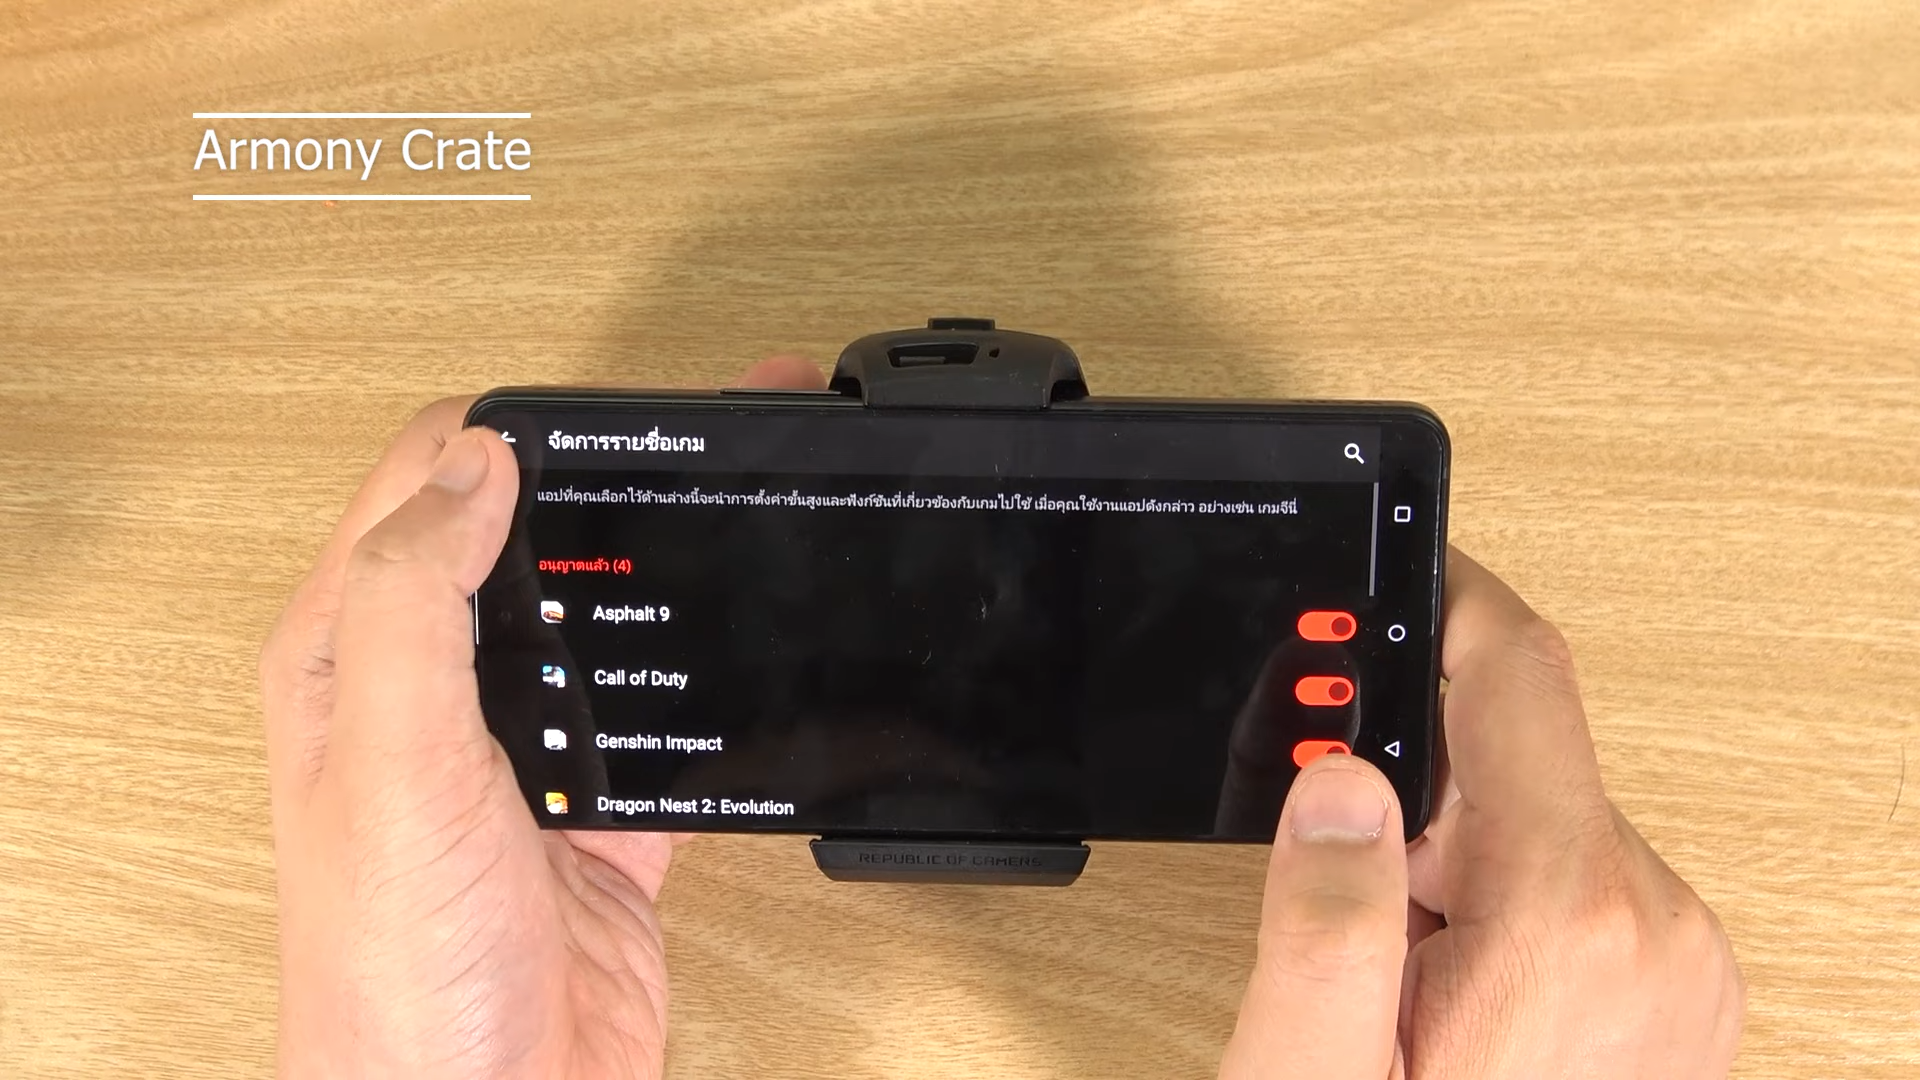 Armony Crate
จัดการรายชื่อเกม
แอปที่คุณเลือกไว้ด้านล่างนี้จะนำการตั้งค่าขั้นสูงและฟังก์ชันที่เกี่ยวข้องกับเกมไปใช้ เมื่อคุณใช้งานแอปดังกล่าว อย่างเช่น เกมจีนี่
อนุญาตแล้ว (4)
Asphalt 9
Call of Duty
Genshin Impact
Dragon Nest 2: Evolution
REPUBLIC OF GAMERS